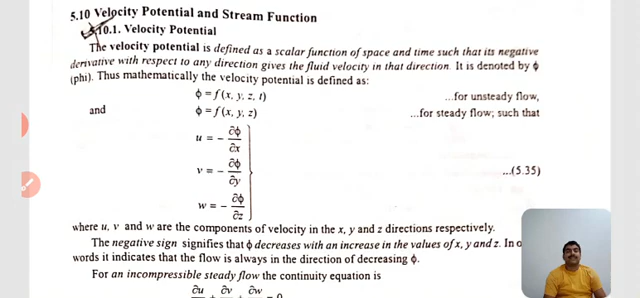 5.10 Velocity Potential and Stream Function
5.10.1. Velocity Potential
The velocity potential is defined as a scalar function of space and time such that its negative
derivative with respect to any direction gives the fluid velocity in that direction. It is denoted by ϕ
(phi). Thus mathematically the velocity potential is defined as:
ϕ = f(x, y, z, t) ...for unsteady flow,
and ϕ = f(x, y, z) ...for steady flow; such that
u = − ∂ϕ/∂x
v = − ∂ϕ/∂y ...(5.35)
w = − ∂ϕ/∂z
where u, v and w are the components of velocity in the x, y and z directions respectively.
The negative sign signifies that ϕ decreases with an increase in the values of x, y and z. In o
words it indicates that the flow is always in the direction of decreasing ϕ.
For an incompressible steady flow the continuity equation is
∂u ∂v ∂w